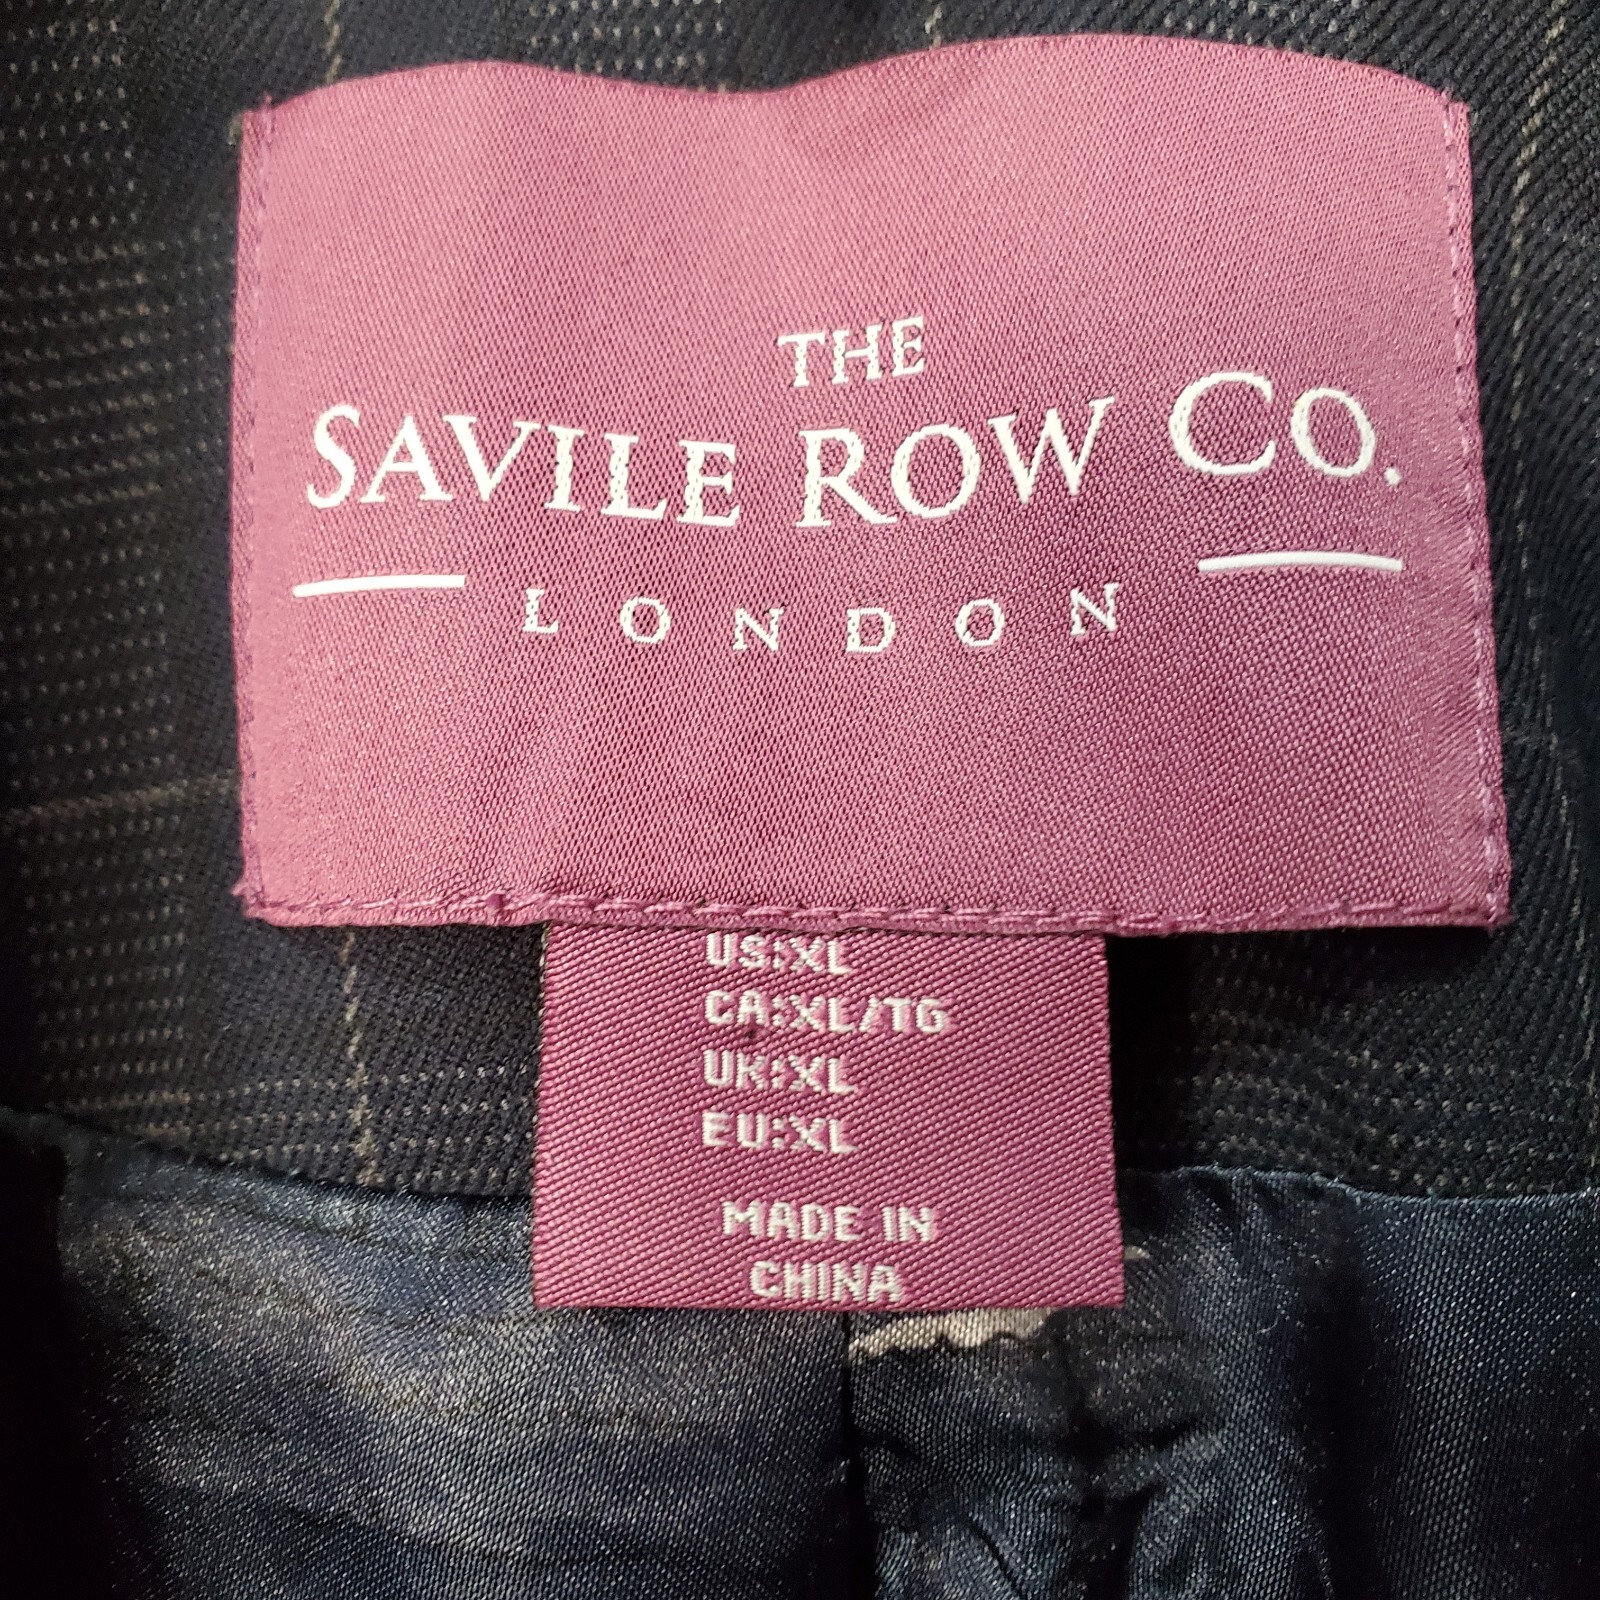 THE
SAVILE ROW CO.
LONDON
US:XL
CA:XL/TG
UK:XL
EU:XL
MADE IN
CHINA